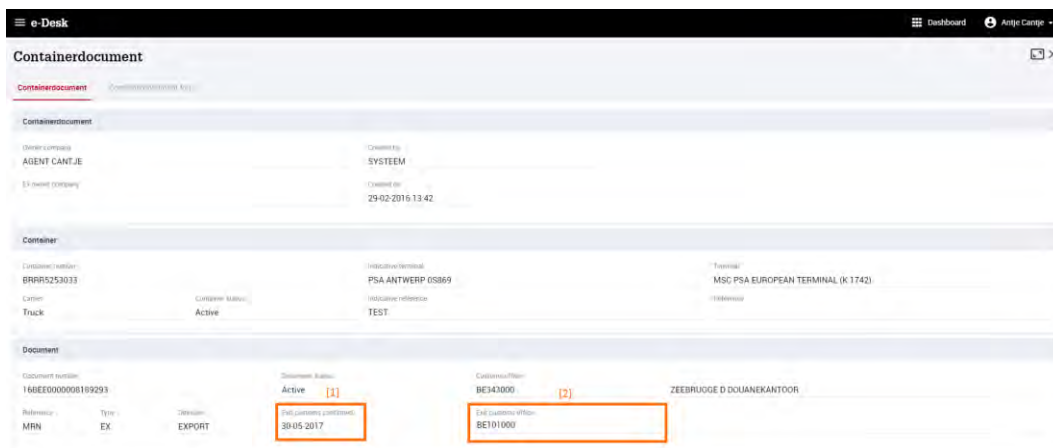 e-Desk Dashboard Antje Cantje
Containerdocument
Containerdocument
Containerdocument
Owner company Created by
AGENT CANTJE SYSTEEM
Ex owner company Created on
29-02-2016 13:42
Container
Container number Indicative terminal Terminal
BRRR5253033 PSA ANTWERP 0S869 MSC PSA EUROPEAN TERMINAL (K 1742)
Carrier Container status Indicative reference Reference
Truck Active TEST
Document
Document number Document status Customs office
16BEE0000008189293 Active [1] BE343000 [2] ZEEBRUGGE D DOUANEKANTOOR
Reference Type Dimension Exit customs confirmed Exit customs office
MRN EX EXPORT 30-05-2017 BE101000